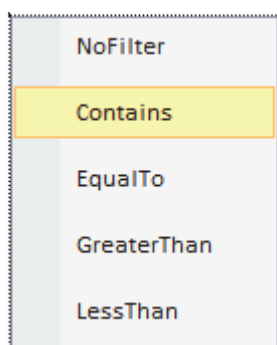 NoFilter
Contains
EqualTo
GreaterThan
LessThan